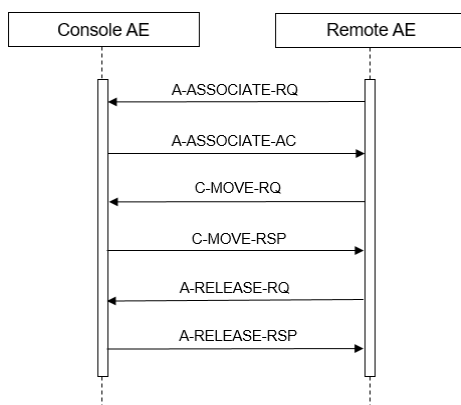 Console AE
Remote AE
A-ASSOCIATE-RQ
A-ASSOCIATE-AC
C-MOVE-RQ
C-MOVE-RSP
A-RELEASE-RQ
A-RELEASE-RSP